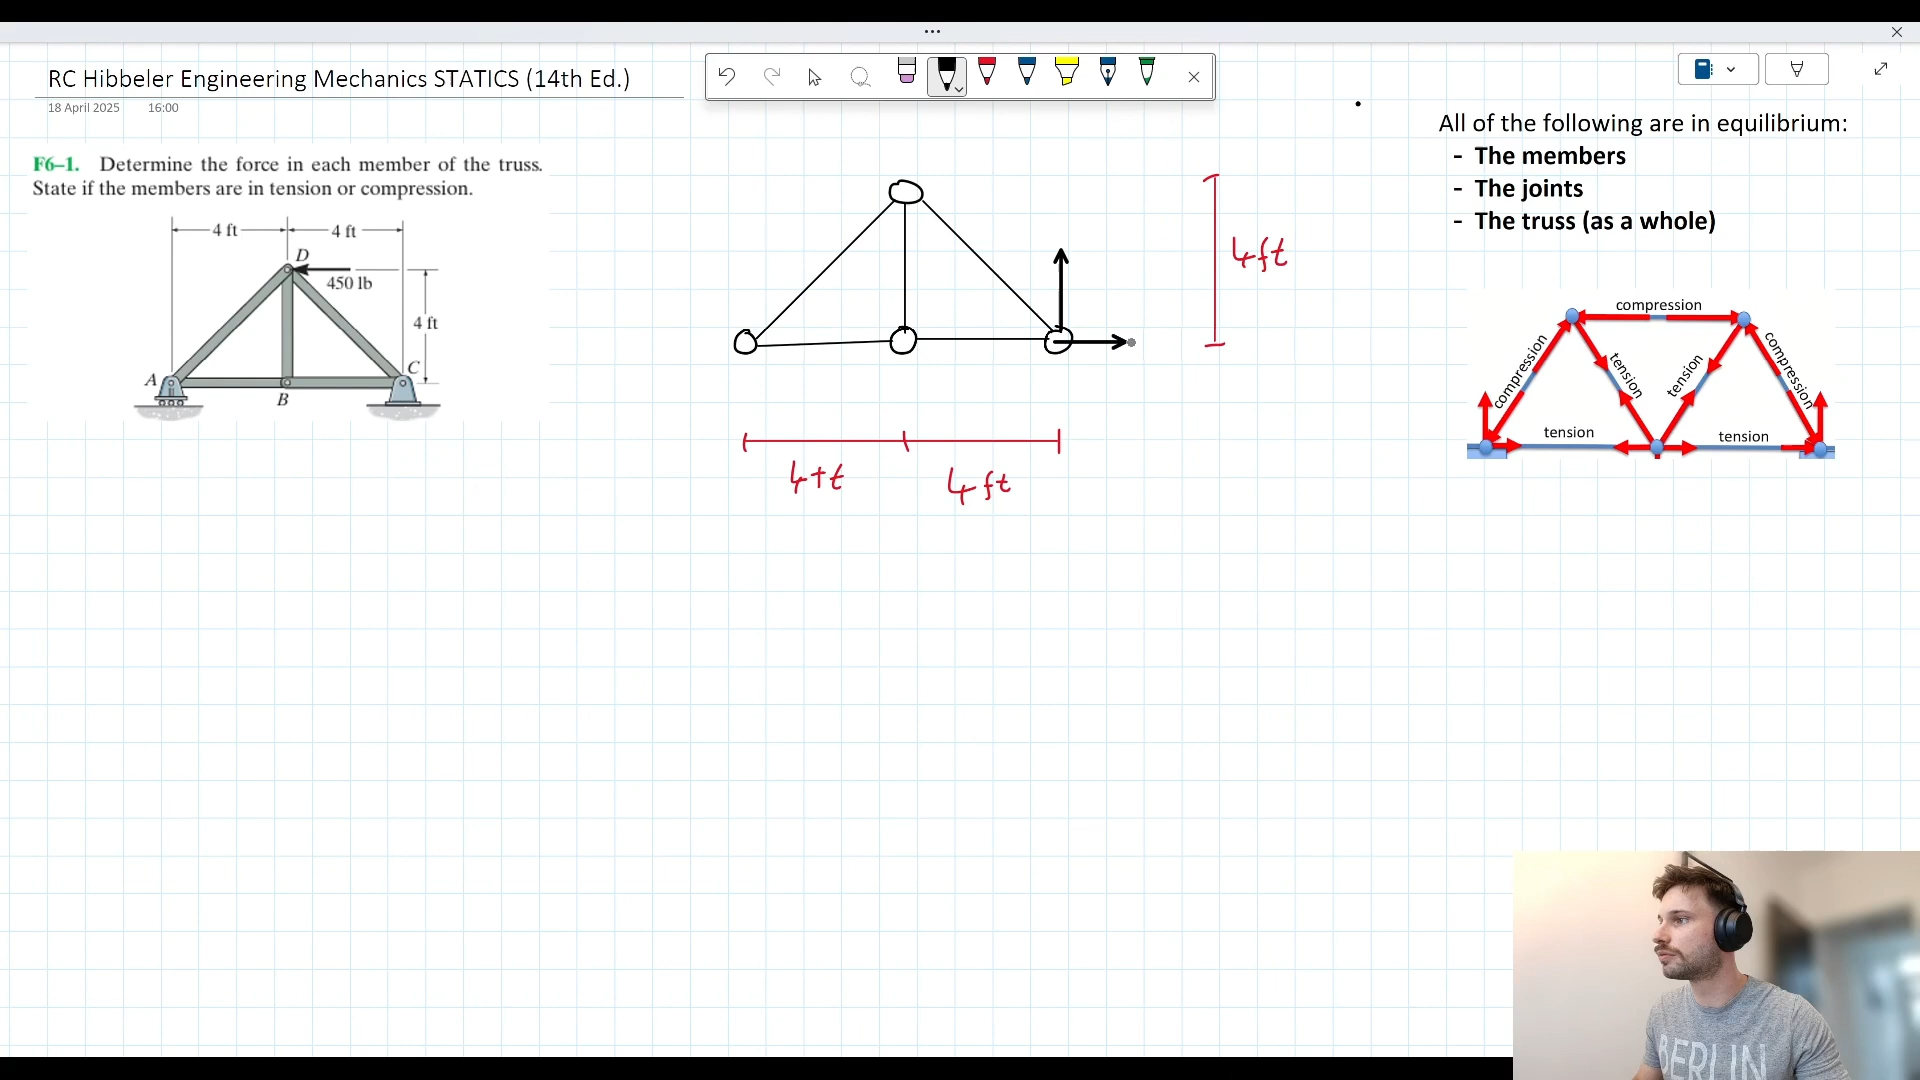 RC Hibbeler Engineering Mechanics STATICS (14th Ed.)
18 April 2025 16:00
F6–1. Determine the force in each member of the truss.
State if the members are in tension or compression.
4 ft 4 ft
D
450 lb
4 ft
A
B
C
4ft
4ft 4ft
All of the following are in equilibrium:
- The members
- The joints
- The truss (as a whole)
compression
compression
tension
tension
compression
tension
tension
BERLIN